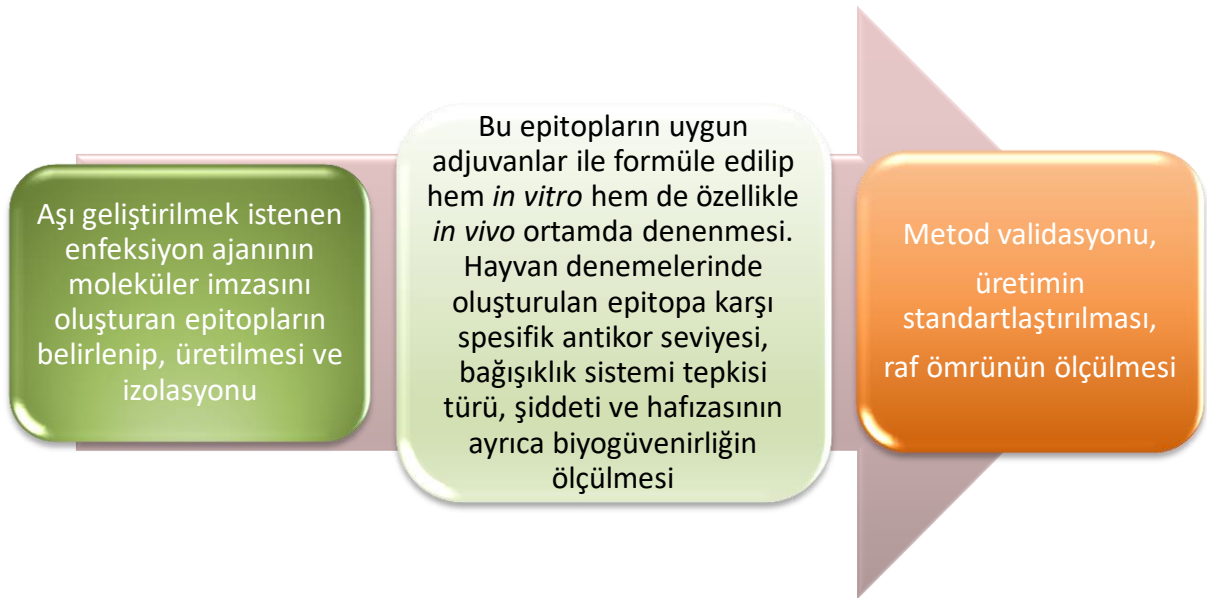 Aşı geliştirilmek istenen
enfeksiyon ajanının
moleküler imzasını
oluşturan epitopların
belirlenip, üretilmesi ve
izolasyonu
Bu epitopların uygun
adjuvanlar ile formüle edilip
hem in vitro hem de özellikle
in vivo ortamda denenmesi.
Hayvan denemelerinde
oluşturulan epitopa karşı
spesifik antikor seviyesi,
bağışıklık sistemi tepkisi
türü, şiddeti ve hafızasının
ayrıca biyogüvenirliğin
ölçülmesi
Metod validasyonu,
üretimin
standartlaştırılması,
raf ömrünün ölçülmesi